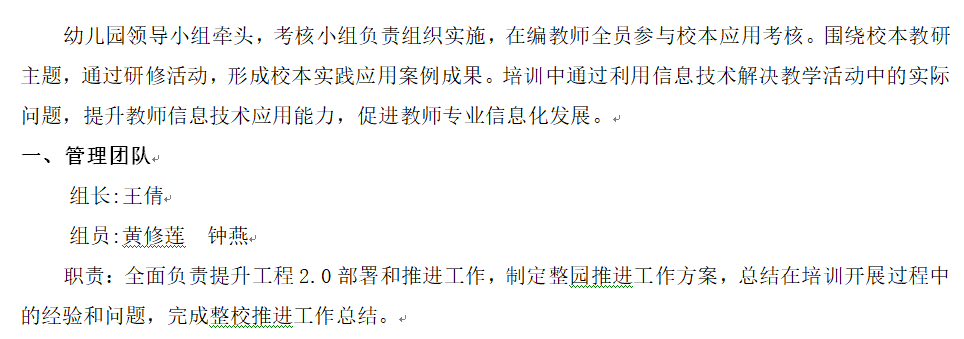 幼儿园领导小组牵头，考核小组负责组织实施，在编教师全员参与校本应用考核。围绕校本教研
主题，通过研修活动，形成校本实践应用案例成果。培训中通过利用信息技术解决教学活动中的实际
问题，提升教师信息技术应用能力，促进教师专业信息化发展。
一、管理团队
组长:王倩
组员:黄修莲　钟燕
职责：全面负责提升工程 2.0 部署和推进工作，制定整园推进工作方案，总结在培训开展过程中
的经验和问题，完成整校推进工作总结。